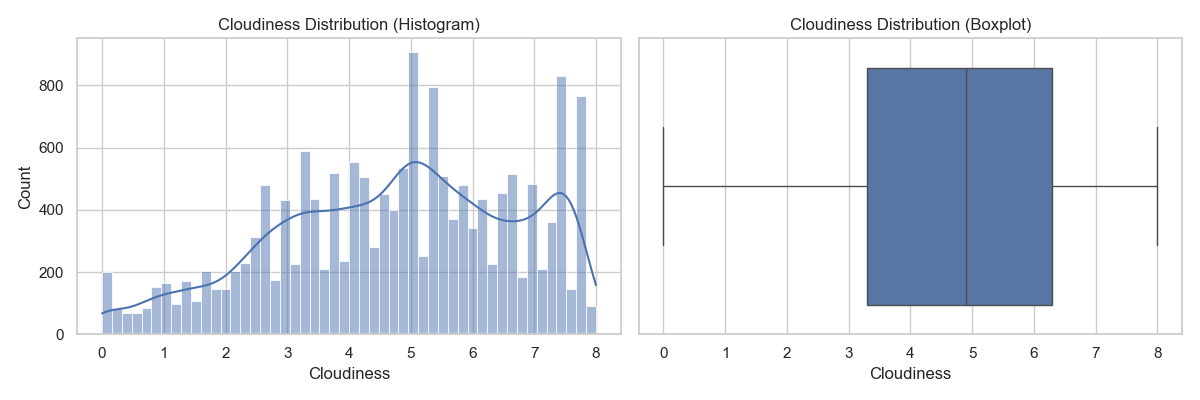 Cloudiness Distribution (Histogram)
Count
800
600
400
200
0
0 1 2 3 4 5 6 7 8
Cloudiness
Cloudiness Distribution (Boxplot)
0 1 2 3 4 5 6 7 8
Cloudiness